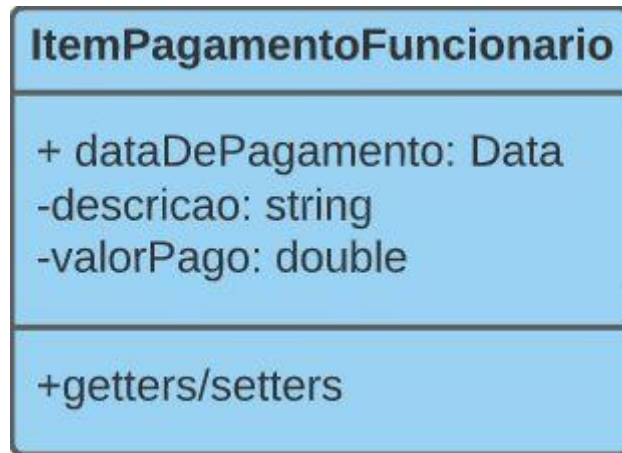 ItemPagamentoFuncionario
+ dataDePagamento: Data
-descricao: string
-valorPago: double
+getters/setters